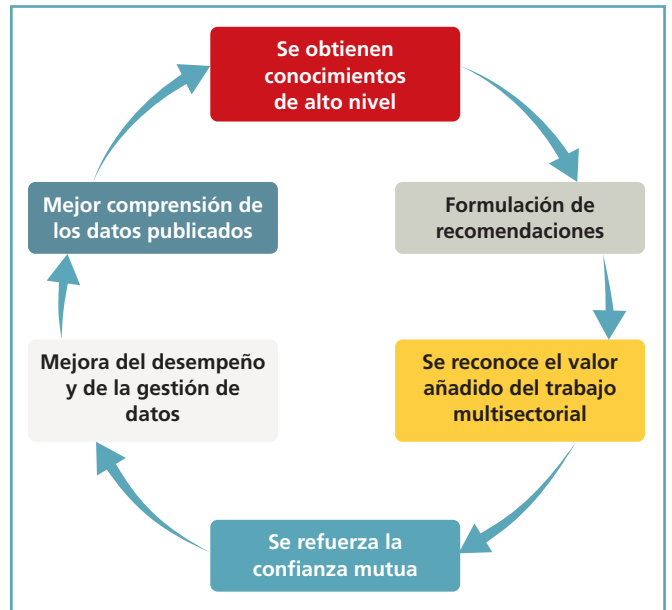 Se obtienen
conocimientos
de alto nivel
Formulación de
recomendaciones
Se reconoce el valor
añadido del trabajo
multisectorial
Se refuerza la
confianza mutua
Mejora del desempeño
y de la gestión de
datos
Mejor comprensión de
los datos publicados